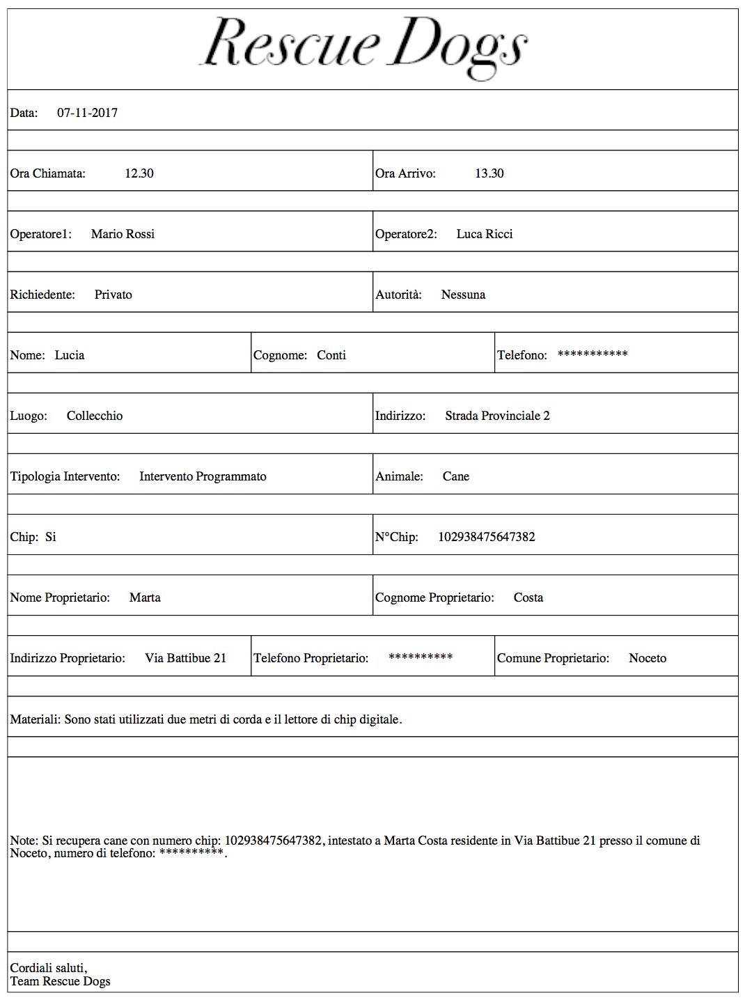 Rescue Dogs
Data: 07-11-2017
Ora Chiamata: 12.30 Ora Arrivo: 13.30
Operatore1: Mario Rossi Operatore2: Luca Ricci
Richiedente: Privato Autorità: Nessuna
Nome: Lucia Cognome: Conti Telefono: ***********
Luogo: Collecchio Indirizzo: Strada Provinciale 2
Tipologia Intervento: Intervento Programmato Animale: Cane
Chip: Si N°Chip: 102938475647382
Nome Proprietario: Marta Cognome Proprietario: Costa
Indirizzo Proprietario: Via Battibue 21 Telefono Proprietario: ********** Comune Proprietario: Noceto
Materiali: Sono stati utilizzati due metri di corda e il lettore di chip digitale.
Note: Si recupera cane con numero chip: 102938475647382, intestato a Marta Costa residente in Via Battibue 21 presso il comune di
Noceto, numero di telefono: **********.
Cordiali saluti,
Team Rescue Dogs